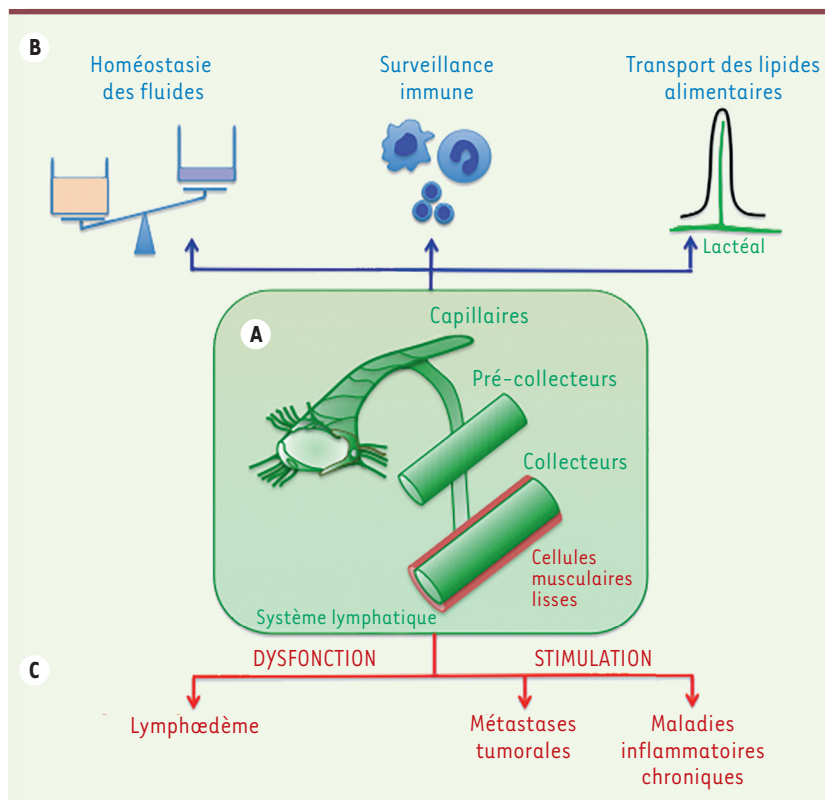 B
Homéostasie
des fluides
Surveillance
immune
Transport des lipides
alimentaires
Lactéal
A
Capillaires
Pré-collecteurs
Collecteurs
Cellules
musculaires
lisses
Système lymphatique
C
DYSFONCTION
STIMULATION
Lymphœdème
Métastases
tumorales
Maladies
inflammatoires
chroniques